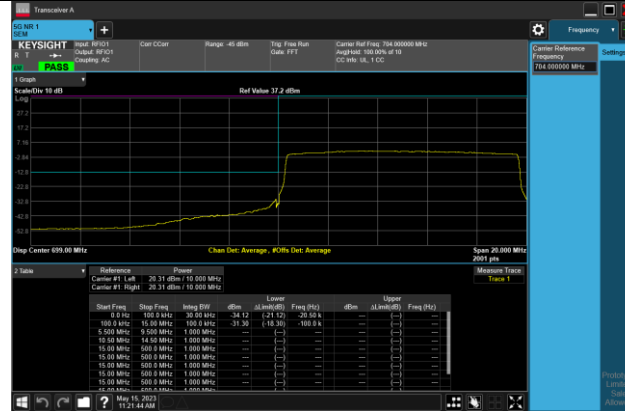 Transceiver A
5G NR 1
SEM
+
Frequency
KEYSIGHT
R T
PASS
Input: RFIO1
Output: RFIO1
Coupling: AC
Corr CCorr
Range: -45 dBm
Trig: Free Run
Gate: FFT
Carrier Ref Freq: 704.000000 MHz
Avg|Hold: 100.00% of 10
CC Info: UL, 1 CC
Carrier Reference
Frequency
704.000000 MHz
Settings
1 Graph
Scale/Div 10 dB
Ref Value 37.2 dBm
Log
27.2
17.2
7.16
-2.84
-12.8
-22.8
-32.8
-42.8
-52.8
Disp Center 699.00 MHz
Chan Det: Average , #Offs Det: Average
Span 20.000 MHz
2001 pts
2 Table
Reference Power
Carrier #1: Left 20.31 dBm / 10.000 MHz
Carrier #1: Right 20.31 dBm / 10.000 MHz
Measure Trace
Trace 1
Lower Upper
Start Freq Stop Freq Integ BW dBm ΔLimit(dB) Freq (Hz) dBm ΔLimit(dB) Freq (Hz)
0.0 Hz 100.0 kHz 30.00 kHz -34.12 (-21.12) -20.50 k --- (---) ---
100.0 kHz 15.00 MHz 100.0 kHz -31.30 (-18.30) -100.0 k --- (---) ---
5.500 MHz 9.500 MHz 1.000 MHz --- (---) --- --- (---) ---
10.50 MHz 14.50 MHz 1.000 MHz --- (---) --- --- (---) ---
15.00 MHz 500.0 MHz 1.000 MHz --- (---) --- --- (---) ---
15.00 MHz 500.0 MHz 1.000 MHz --- (---) --- --- (---) ---
15.00 MHz 500.0 MHz 1.000 MHz --- (---) --- --- (---) ---
15.00 MHz 500.0 MHz 1.000 MHz --- (---) --- --- (---) ---
15.00 MHz 500.0 MHz 1.000 MHz --- (---) --- --- (---) ---
?
May 15, 2023
11:21:44 AM